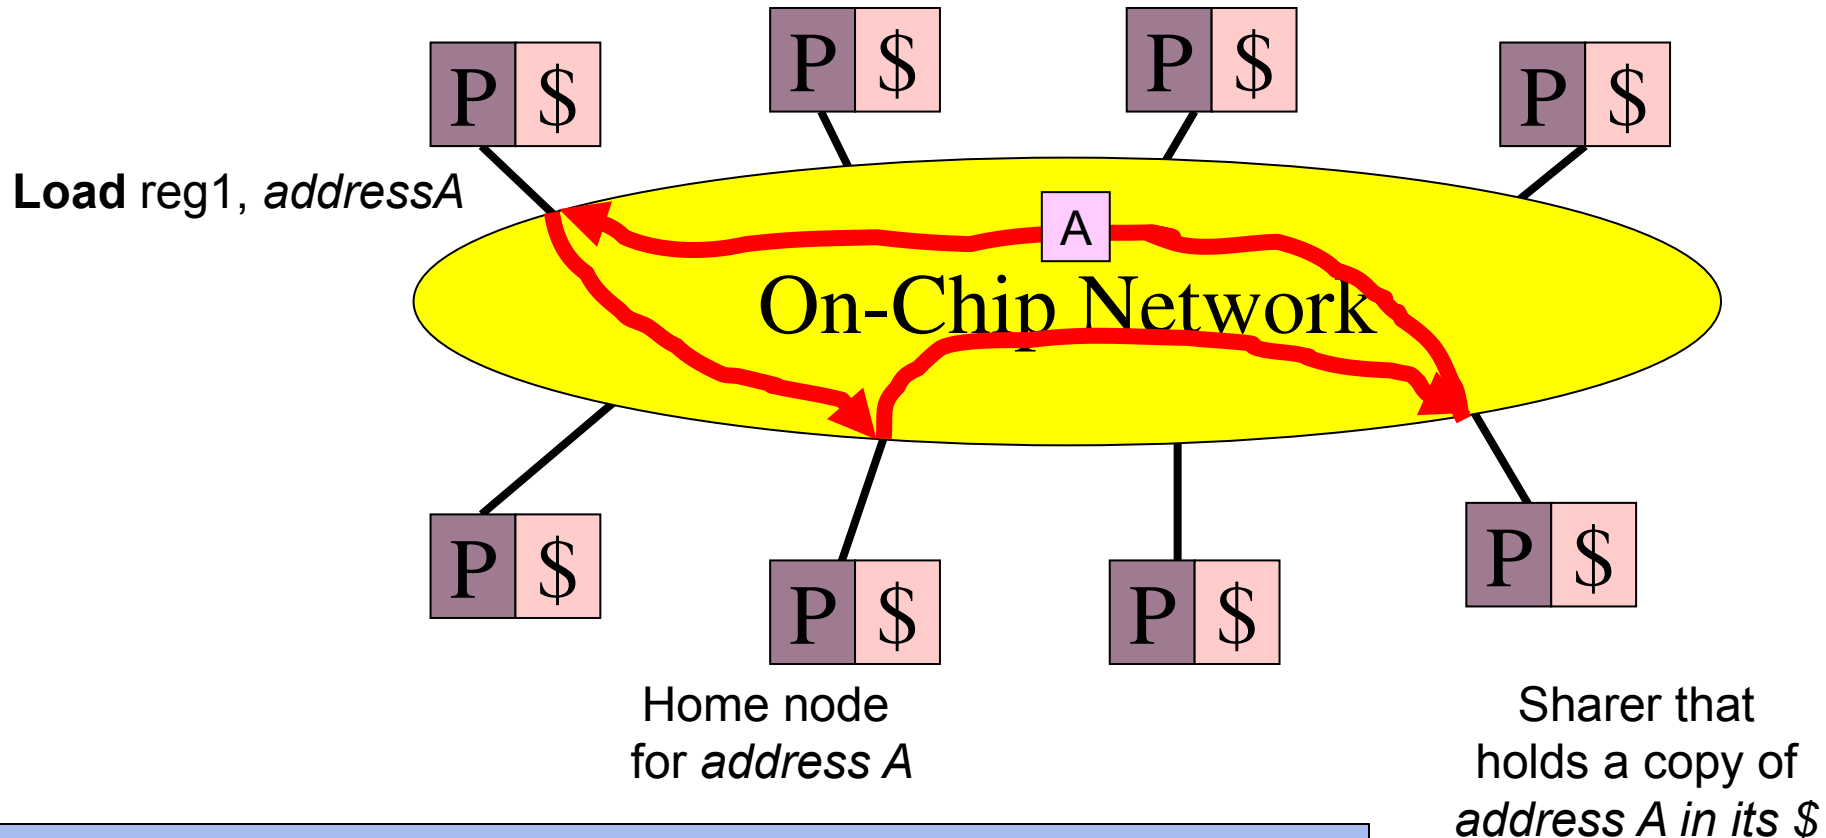 P $
P $
P $
P $
Load reg1, addressA
A
On-Chip Network
P $
P $
P $
P $
Home node
for address A
Sharer that
holds a copy of
address A in its $